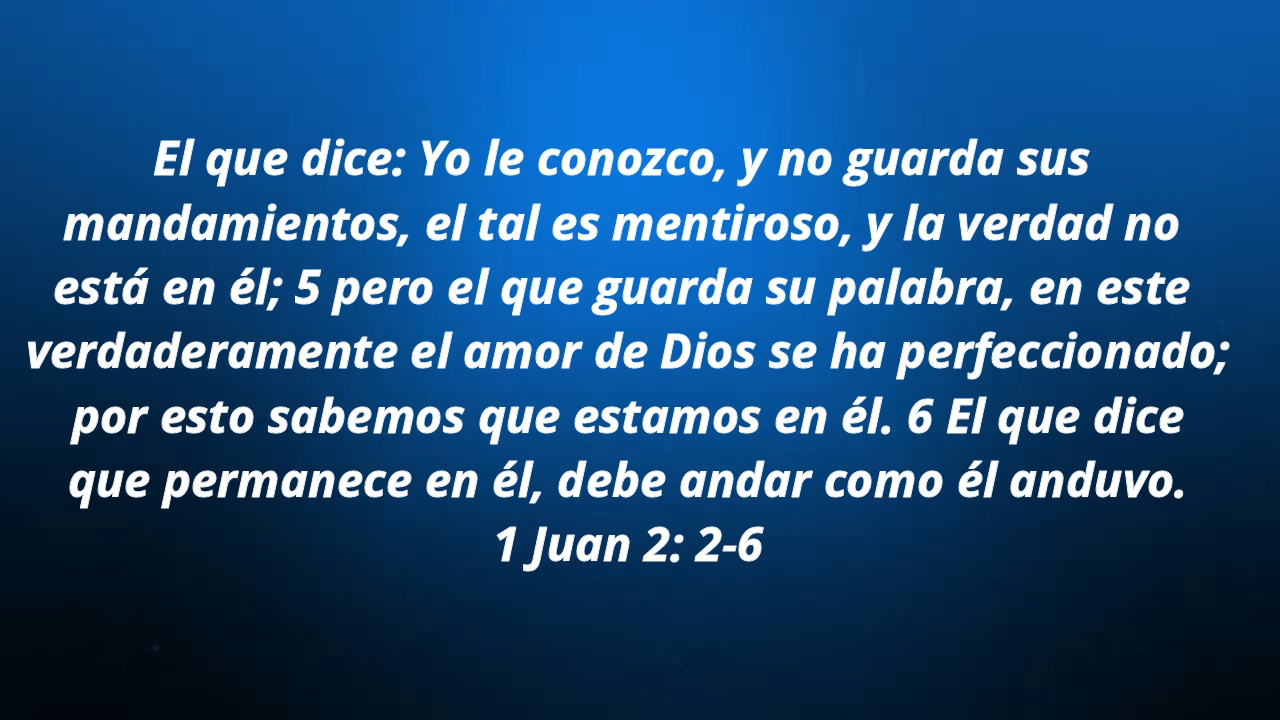 El que dice: Yo le conozco, y no guarda sus
mandamientos, el tal es mentiroso, y la verdad no
está en él; 5 pero el que guarda su palabra, en este
verdaderamente el amor de Dios se ha perfeccionado;
por esto sabemos que estamos en él. 6 El que dice
que permanece en él, debe andar como él anduvo.
1 Juan 2: 2-6